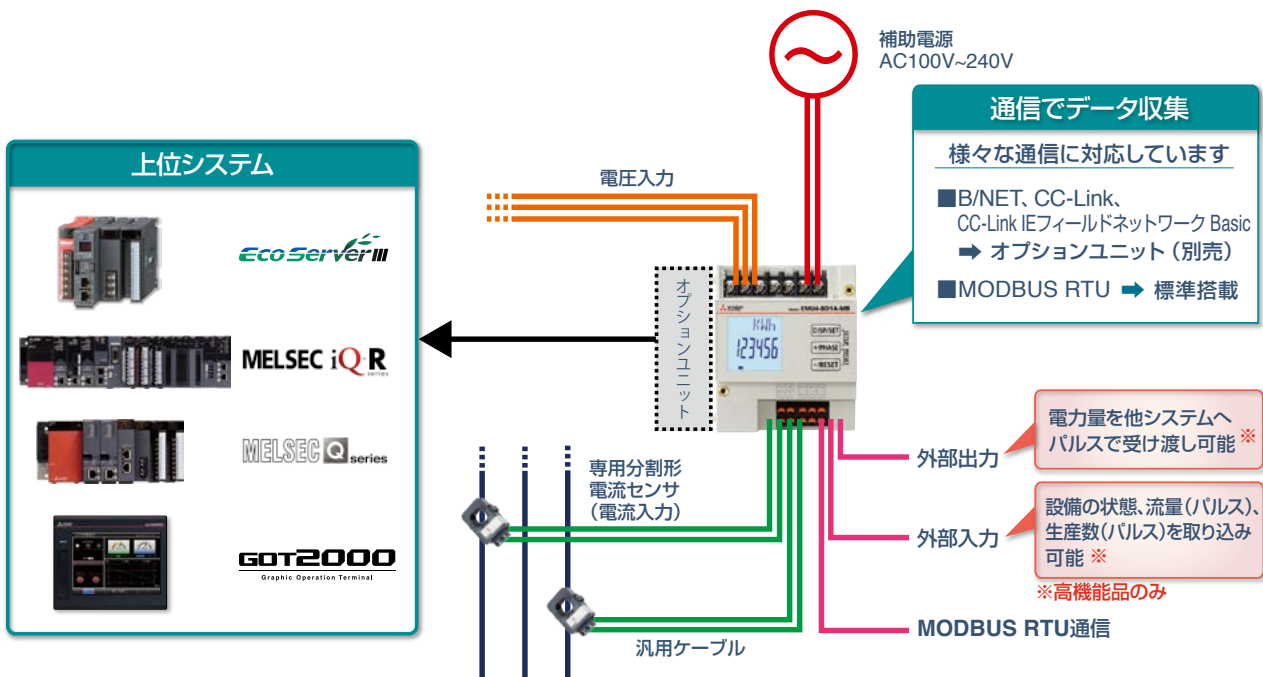 補助電源
AC100V~240V
通信でデータ収集
様々な通信に対応しています
■B/NET、CC-Link、
CC-Link IEフィールドネットワーク Basic
➡ オプションユニット（別売）
■MODBUS RTU ➡ 標準搭載
上位システム
EcoServerIII
MELSEC iQ-R
series
MELSEC Q series
GOT2000
Graphic Operation Terminal
電圧入力
オプションユニット
EMU4-BD1A-MB
kWh
123456
DISP/SET
+/PHASE
−/RESET
専用分割形
電流センサ
（電流入力）
汎用ケーブル
外部出力
電力量を他システムへ
パルスで受け渡し可能 ※
外部入力
設備の状態、流量(パルス)、
生産数(パルス)を取り込み
可能 ※
※高機能品のみ
MODBUS RTU通信